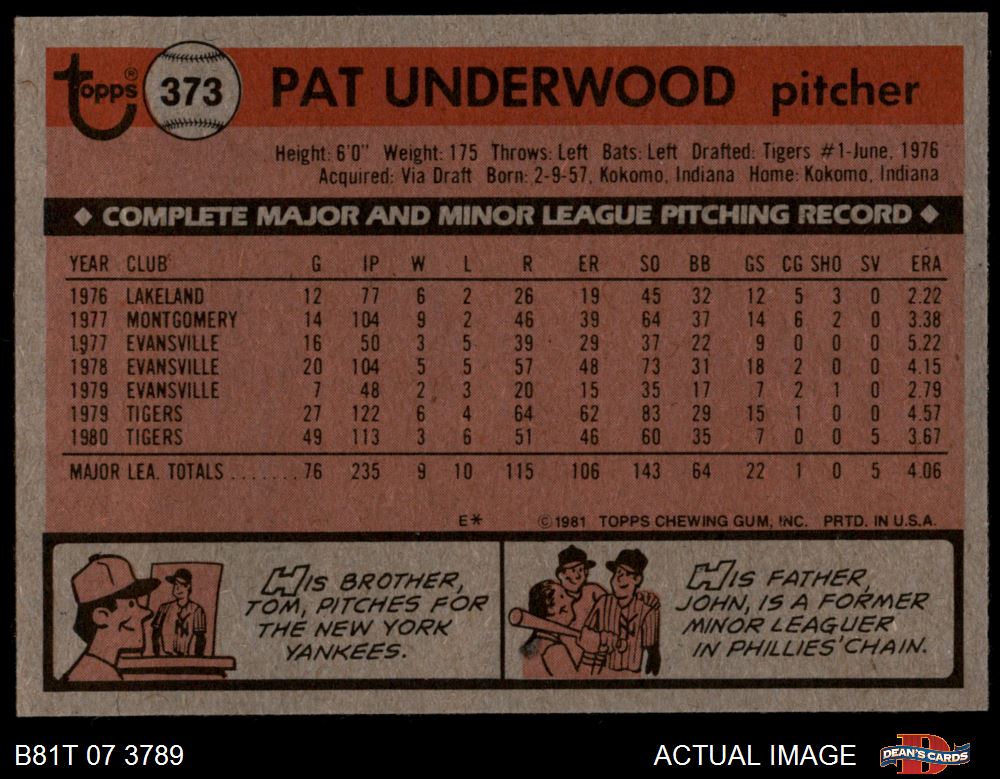 Topps® 373 PAT UNDERWOOD pitcher
Height: 6'0" Weight: 175 Throws: Left Bats: Left Drafted: Tigers #1-June, 1976
Acquired: Via Draft Born: 2-9-57, Kokomo, Indiana Home: Kokomo, Indiana
◆ COMPLETE MAJOR AND MINOR LEAGUE PITCHING RECORD ◆
YEAR CLUB G IP W L R ER SO BB GS CG SHO SV ERA
1976 LAKELAND 12 77 6 2 26 19 45 32 12 5 3 0 2.22
1977 MONTGOMERY 14 104 9 2 46 39 64 37 14 6 2 0 3.38
1977 EVANSVILLE 16 50 3 5 39 29 37 22 9 0 0 0 5.22
1978 EVANSVILLE 20 104 5 5 57 48 73 31 18 2 0 0 4.15
1979 EVANSVILLE 7 48 2 3 20 15 35 17 7 2 1 0 2.79
1979 TIGERS 27 122 6 4 64 62 83 29 15 1 0 0 4.57
1980 TIGERS 49 113 3 6 51 46 60 35 7 0 0 5 3.67
MAJOR LEA. TOTALS ....... 76 235 9 10 115 106 143 64 22 1 0 5 4.06
E* ©1981 TOPPS CHEWING GUM, INC. PRTD. IN U.S.A.
HIS BROTHER,
TOM, PITCHES FOR
THE NEW YORK
YANKEES.
HIS FATHER,
JOHN, IS A FORMER
MINOR LEAGUER
IN PHILLIES' CHAIN.
B81T 07 3789 ACTUAL IMAGE DEAN'S CARDS